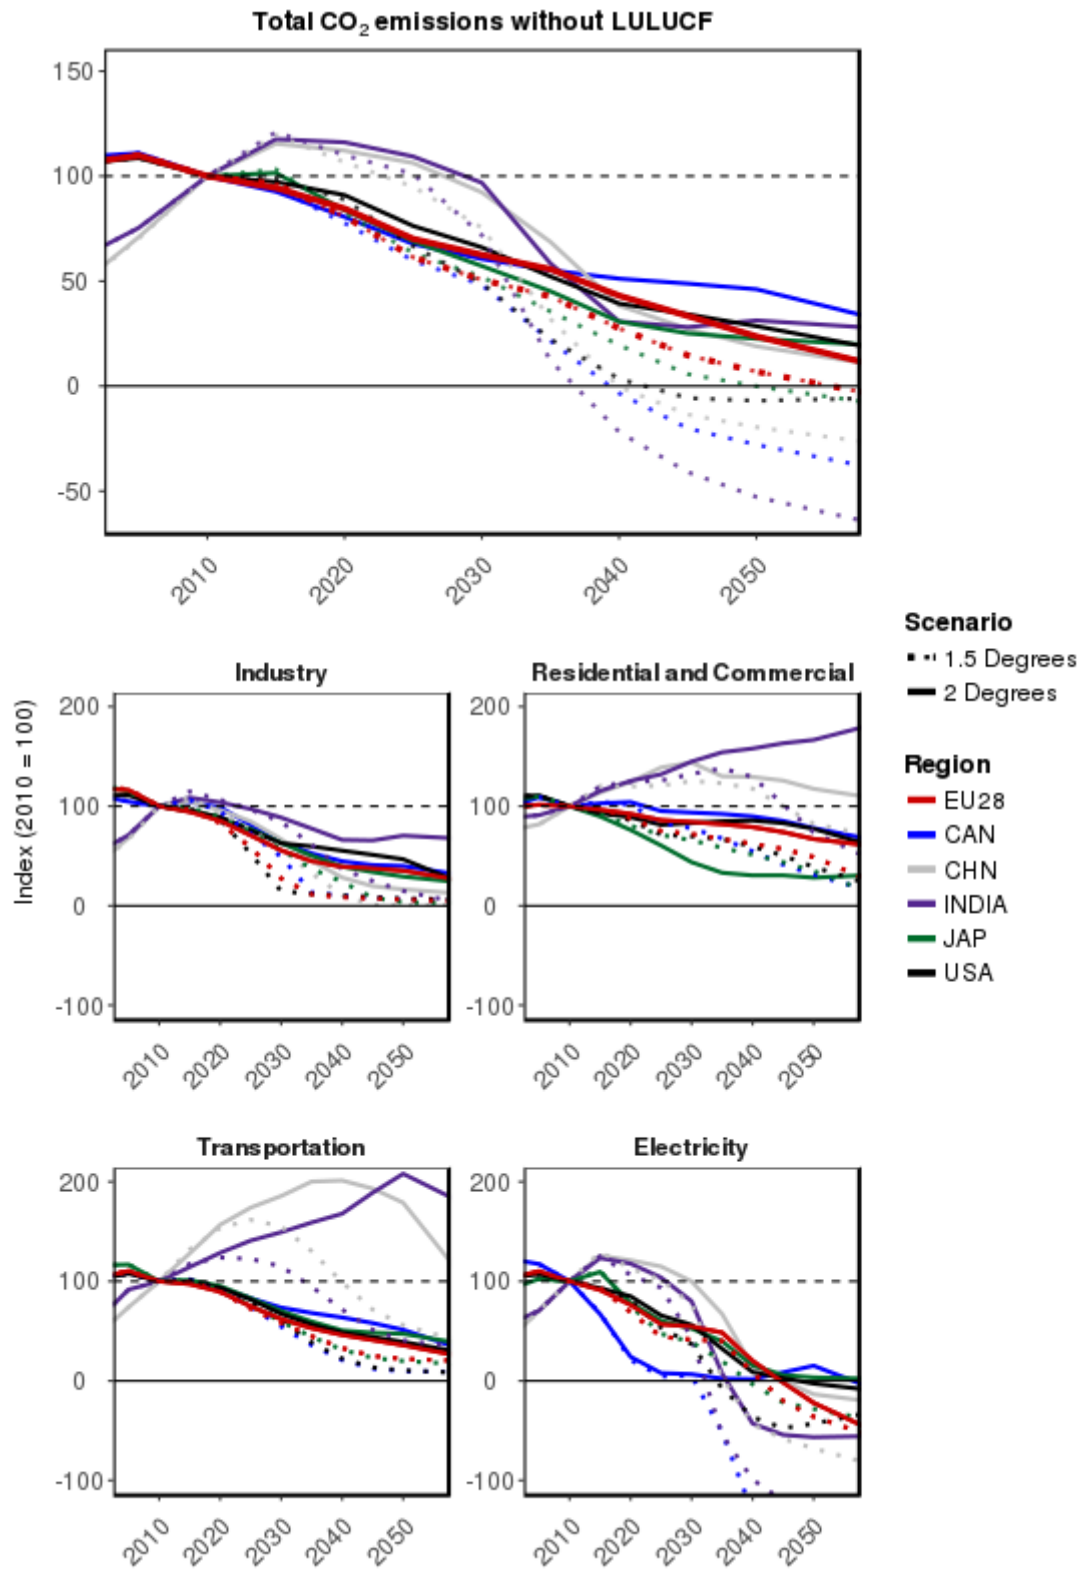 Total CO₂ emissions without LULUCF
150
100
50
0
-50
2010 2020 2030 2040 2050
Scenario
1.5 Degrees
2 Degrees
Region
EU28
CAN
CHN
INDIA
JAP
USA
Index (2010 = 100)
Industry
200
100
0
-100
2010 2020 2030 2040 2050
Residential and Commercial
200
100
0
-100
2010 2020 2030 2040 2050
Transportation
200
100
0
-100
2010 2020 2030 2040 2050
Electricity
200
100
0
-100
2010 2020 2030 2040 2050